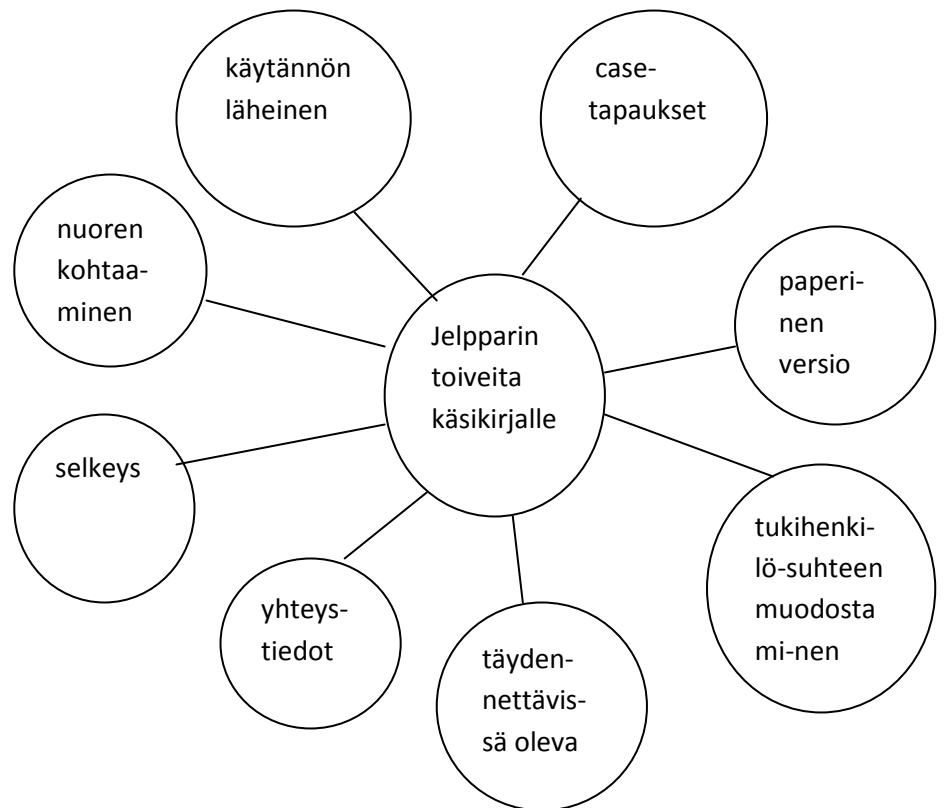 käytännön
läheinen
case-
tapaukset
nuoren
kohtaa-
minen
paperi-
nen
versio
Jelpparin
toiveita
käsikirjalle
selkeys
tukihenki-
lö-suhteen
muodosta
mi-nen
yhteys-
tiedot
täyden-
nettävis-
sä oleva